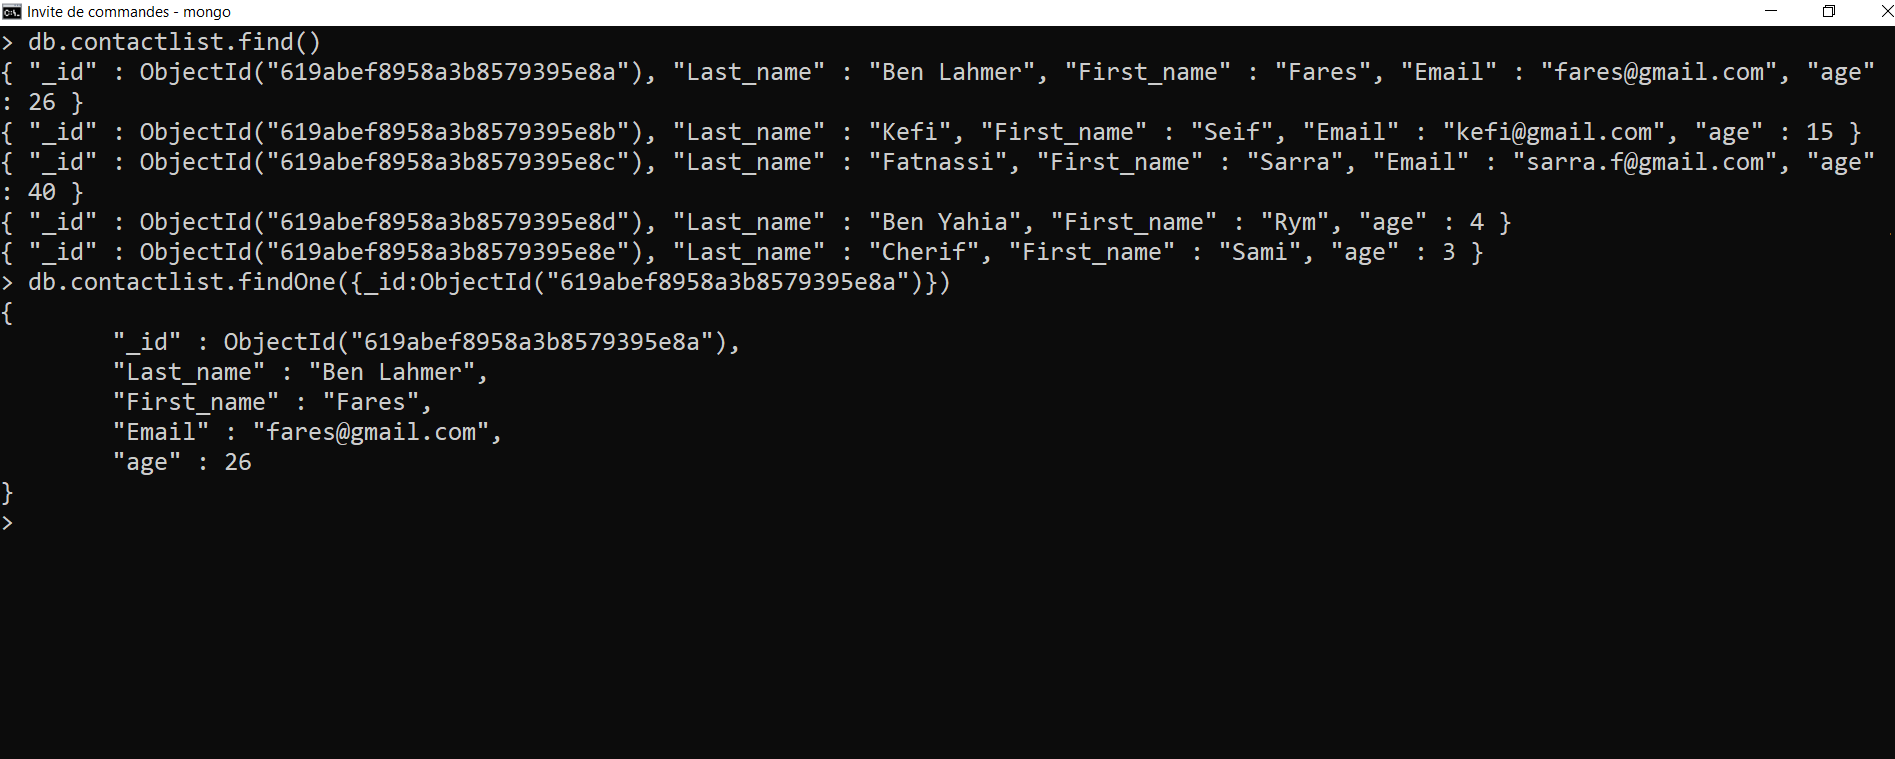 Invite de commandes - mongo
> db.contactlist.find()
{ "_id" : ObjectId("619abef8958a3b8579395e8a"), "Last_name" : "Ben Lahmer", "First_name" : "Fares", "Email" : "fares@gmail.com", "age"
: 26 }
{ "_id" : ObjectId("619abef8958a3b8579395e8b"), "Last_name" : "Kefi", "First_name" : "Seif", "Email" : "kefi@gmail.com", "age" : 15 }
{ "_id" : ObjectId("619abef8958a3b8579395e8c"), "Last_name" : "Fatnassi", "First_name" : "Sarra", "Email" : "sarra.f@gmail.com", "age"
: 40 }
{ "_id" : ObjectId("619abef8958a3b8579395e8d"), "Last_name" : "Ben Yahia", "First_name" : "Rym", "age" : 4 }
{ "_id" : ObjectId("619abef8958a3b8579395e8e"), "Last_name" : "Cherif", "First_name" : "Sami", "age" : 3 }
> db.contactlist.findOne({_id:ObjectId("619abef8958a3b8579395e8a")})
{
        "_id" : ObjectId("619abef8958a3b8579395e8a"),
        "Last_name" : "Ben Lahmer",
        "First_name" : "Fares",
        "Email" : "fares@gmail.com",
        "age" : 26
}
>